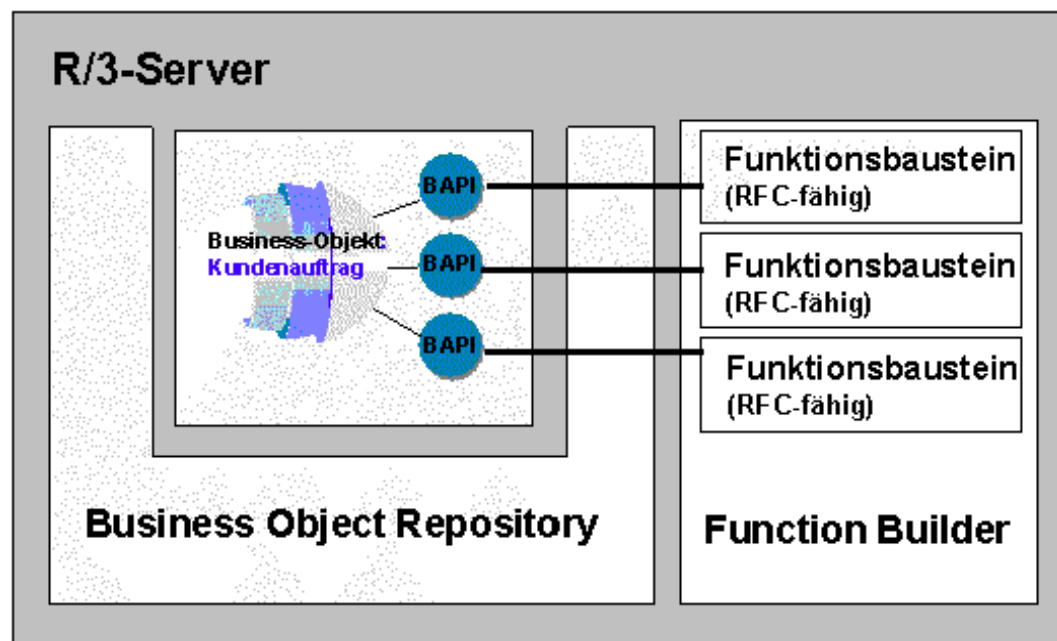 R/3-Server
Business-Objekt:
Kundenauftrag
BAPI
BAPI
BAPI
Funktionsbaustein
(RFC-fähig)
Funktionsbaustein
(RFC-fähig)
Funktionsbaustein
(RFC-fähig)
Business Object Repository
Function Builder